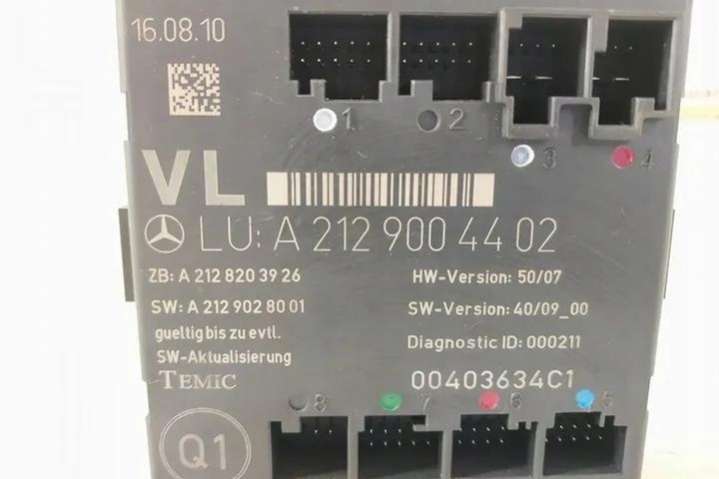 16.08.10
1 2
3 4
VL
LU: A 212 900 44 02
ZB: A 212 820 39 26 HW-Version: 50/07
SW: A 212 902 80 01 SW-Version: 40/09_00
gueltig bis zu evtl. Diagnostic ID: 000211
SW-Aktualisierung
TEMIC 00403634C1
8 7 6 5
Q1